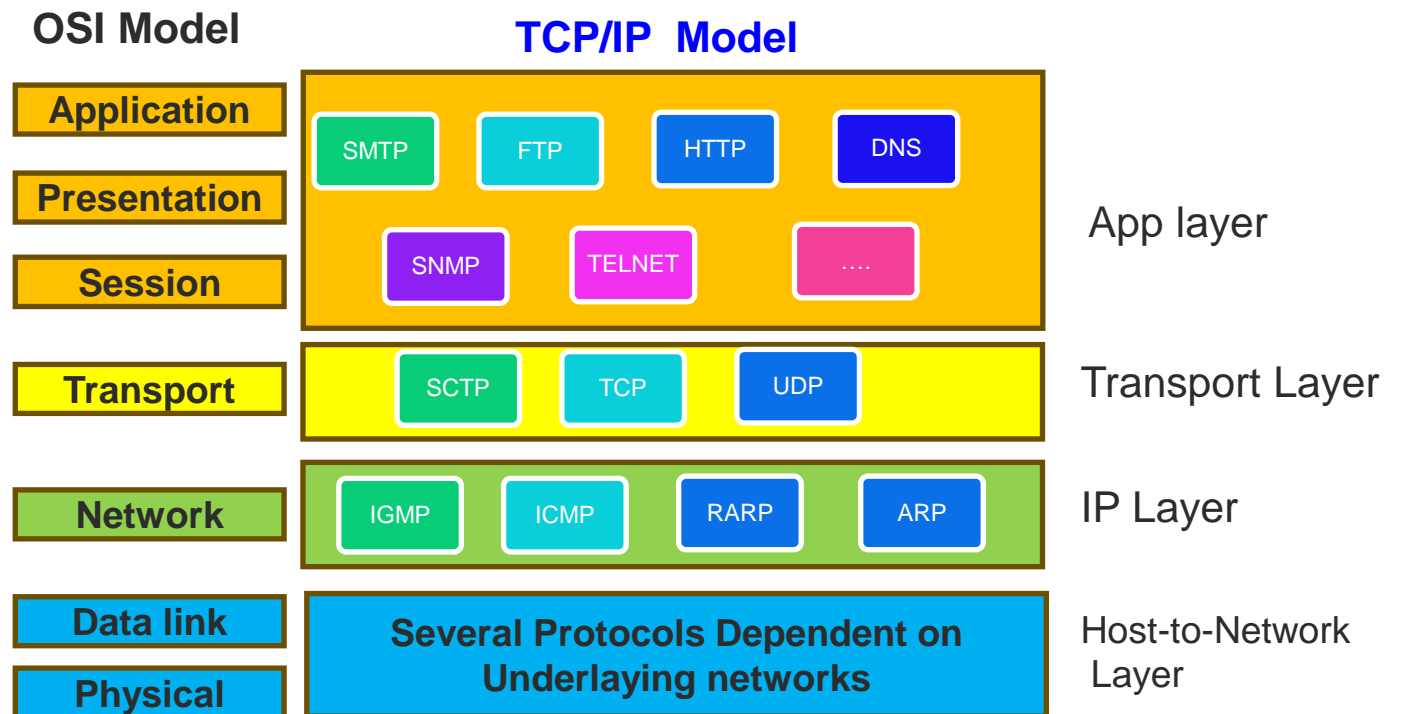 OSI Model
TCP/IP Model
Application
SMTP
FTP
HTTP
DNS
Presentation
App layer
SNMP
TELNET
....
Session
SCTP
TCP
UDP
Transport
Transport Layer
IGMP
ICMP
RARP
ARP
Network
IP Layer
Data link
Several Protocols Dependent on
Underlaying networks
Host-to-Network
Layer
Physical